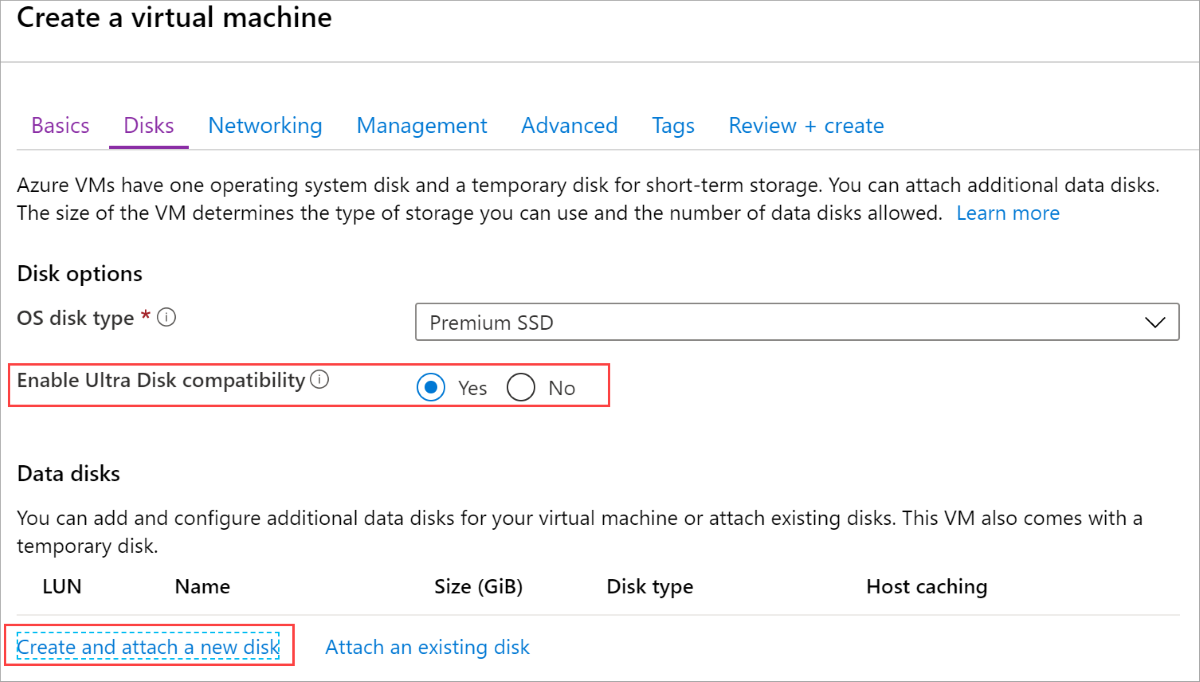 Create a virtual machine
Basics Disks Networking Management Advanced Tags Review + create
Azure VMs have one operating system disk and a temporary disk for short-term storage. You can attach additional data disks.
The size of the VM determines the type of storage you can use and the number of data disks allowed. Learn more
Disk options
OS disk type * Premium SSD
Enable Ultra Disk compatibility Yes No
Data disks
You can add and configure additional data disks for your virtual machine or attach existing disks. This VM also comes with a
temporary disk.
LUN Name Size (GiB) Disk type Host caching
Create and attach a new disk Attach an existing disk